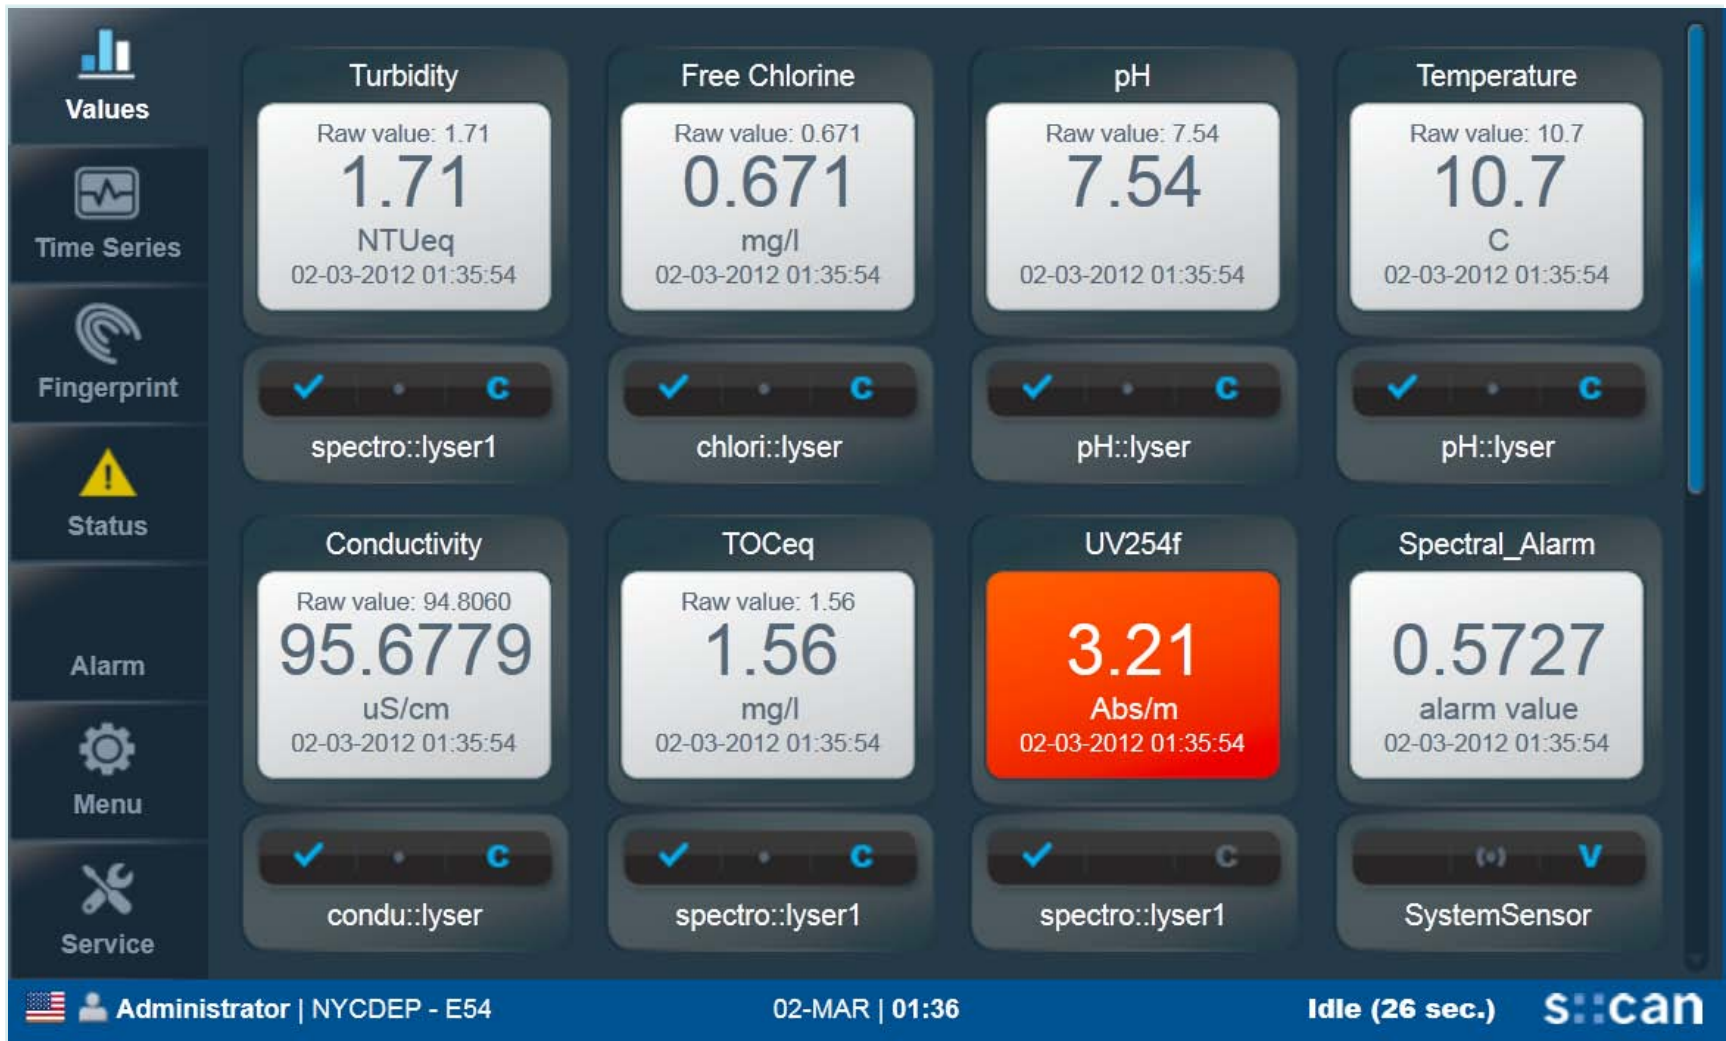 Values
Time Series
Fingerprint
Status
Alarm
Menu
Service
Turbidity
Raw value: 1.71
1.71
NTUeq
02-03-2012 01:35:54
C
spectro::lyser1
Free Chlorine
Raw value: 0.671
0.671
mg/l
02-03-2012 01:35:54
C
chlori::lyser
pH
Raw value: 7.54
7.54
02-03-2012 01:35:54
C
pH::lyser
Temperature
Raw value: 10.7
10.7
C
02-03-2012 01:35:54
C
pH::lyser
Conductivity
Raw value: 94.8060
95.6779
uS/cm
02-03-2012 01:35:54
C
condu::lyser
TOCeq
Raw value: 1.56
1.56
mg/l
02-03-2012 01:35:54
C
spectro::lyser1
UV254f
3.21
Abs/m
02-03-2012 01:35:54
C
spectro::lyser1
Spectral_Alarm
0.5727
alarm value
02-03-2012 01:35:54
V
SystemSensor
Administrator | NYCDEP - E54
02-MAR | 01:36
Idle (26 sec.)
s::can